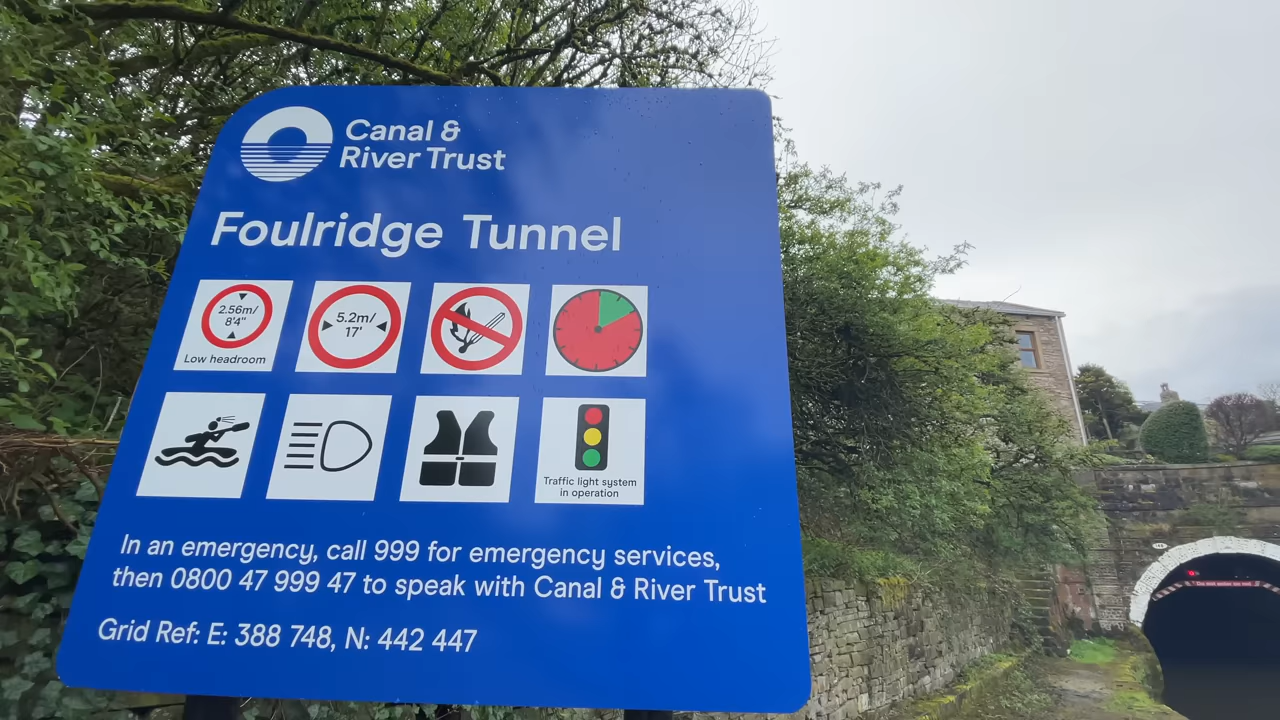 Canal &
River Trust
Foulridge Tunnel
2.56m/
8'4"
Low headroom
5.2m/
17'
Traffic light system
in operation
In an emergency, call 999 for emergency services,
then 0800 47 999 47 to speak with Canal & River Trust
Grid Ref: E: 388 748, N: 442 447